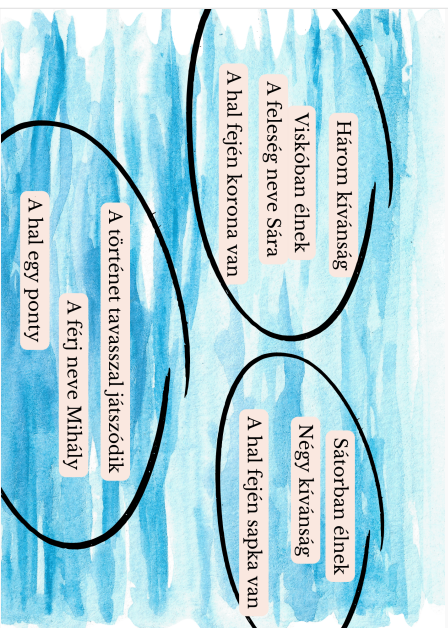 Három kívánság
Viskóban élnek
A feleség neve Sára
A hal fején korona van
Sátorban élnek
Négy kívánság
A hal fején sapka van
A történet tavasszal játszódik
A férj neve Mihály
A hal egy ponty